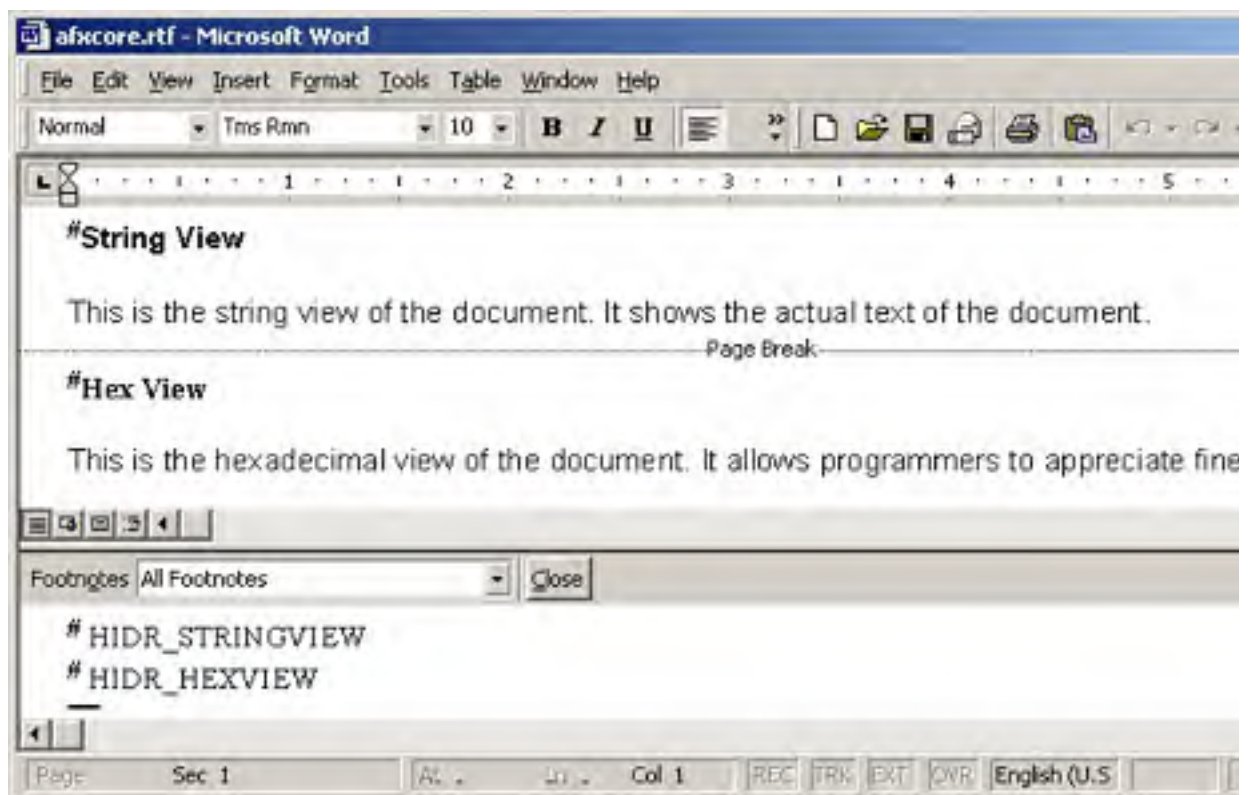 afxcore.rtf - Microsoft Word
File Edit View Insert Format Tools Table Window Help
Normal Tms Rmn 10 B I U
1 2 3 4 5
#String View
This is the string view of the document. It shows the actual text of the document.
Page Break
#Hex View
This is the hexadecimal view of the document. It allows programmers to appreciate fine
Footnotes All Footnotes Close
# HIDR_STRINGVIEW
# HIDR_HEXVIEW
Page Sec 1 At . Ln . Col 1 REC TRK EXT OVR English (U.S